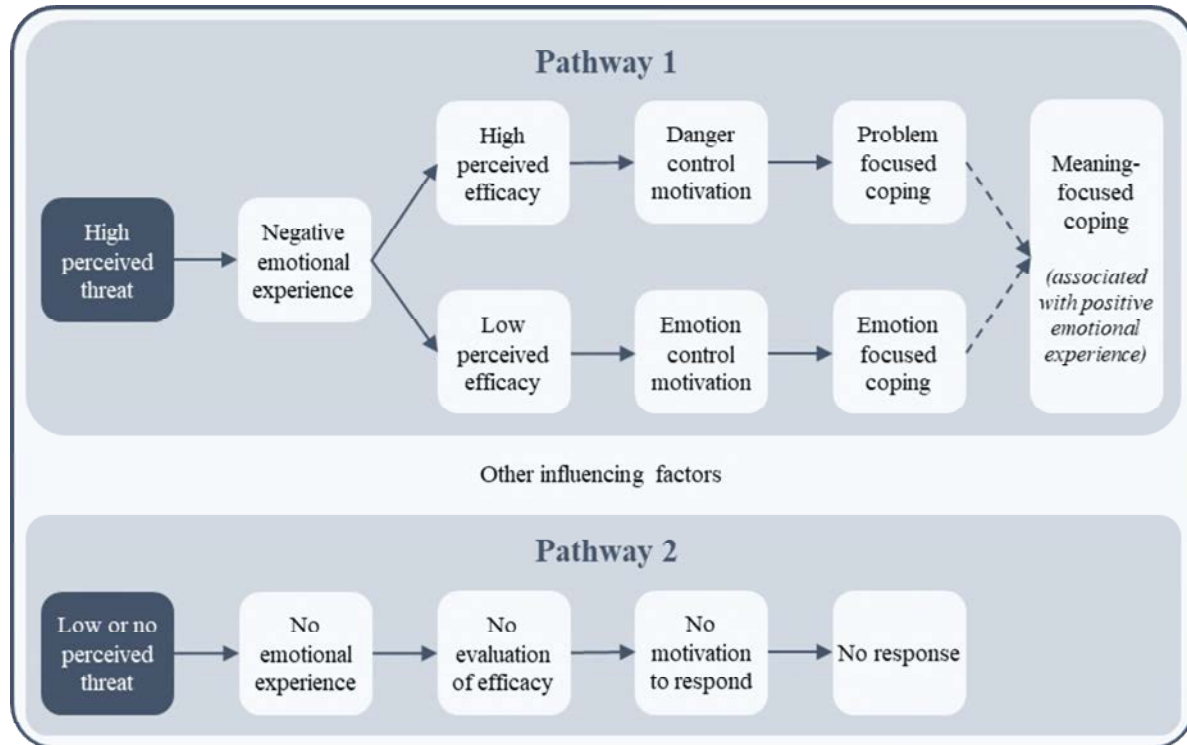 Pathway 1
High
perceived
threat
Negative
emotional
experience
High
perceived
efficacy
Danger
control
motivation
Problem
focused
coping
Low
perceived
efficacy
Emotion
control
motivation
Emotion
focused
coping
Meaning-
focused
coping
(associated
with positive
emotional
experience)
Other influencing factors
Pathway 2
Low or no
perceived
threat
No
emotional
experience
No
evaluation
of efficacy
No
motivation
to respond
No response